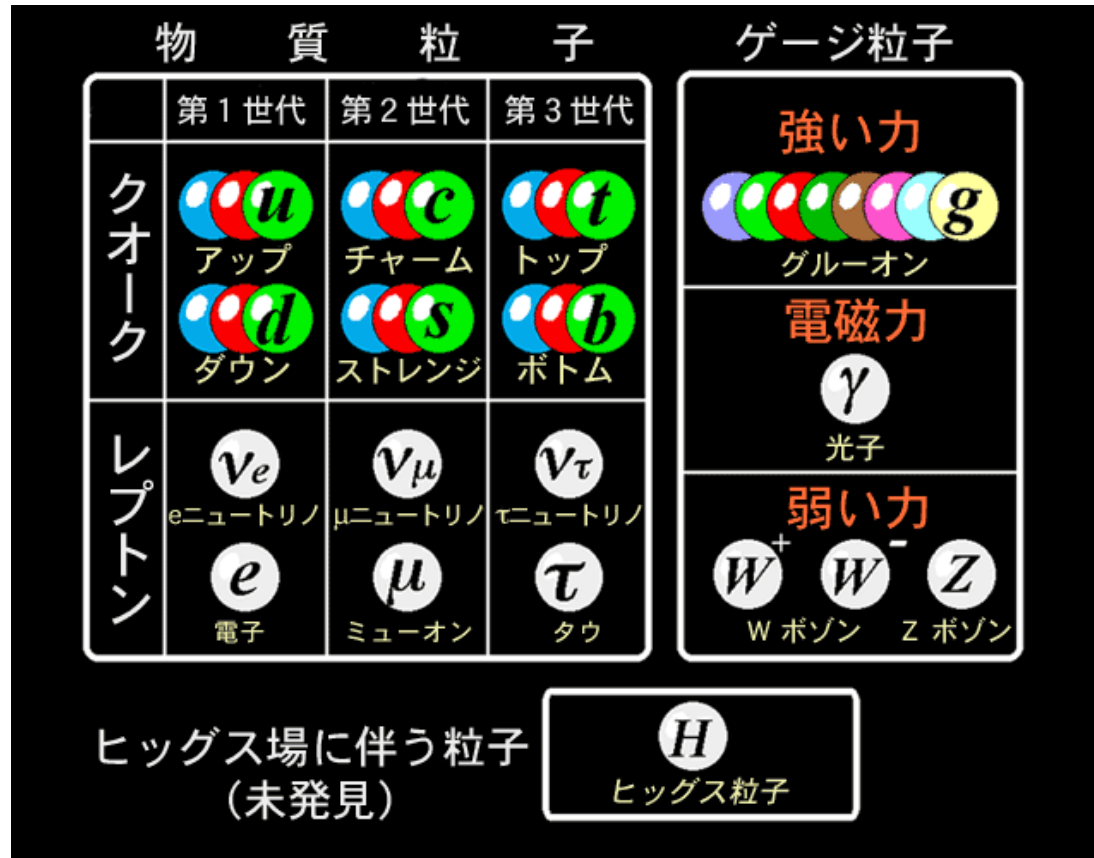 物質粒子
ゲージ粒子
第1世代 第2世代 第3世代
クオーク
u c t
アップ チャーム トップ
d s b
ダウン ストレンジ ボトム
レプトン
νe νμ ντ
eニュートリノ μニュートリノ τニュートリノ
e μ τ
電子 ミューオン タウ
強い力
g
グルーオン
電磁力
γ
光子
弱い力
W+ W- Z
W ボゾン Z ボゾン
ヒッグス場に伴う粒子
(未発見)
H
ヒッグス粒子